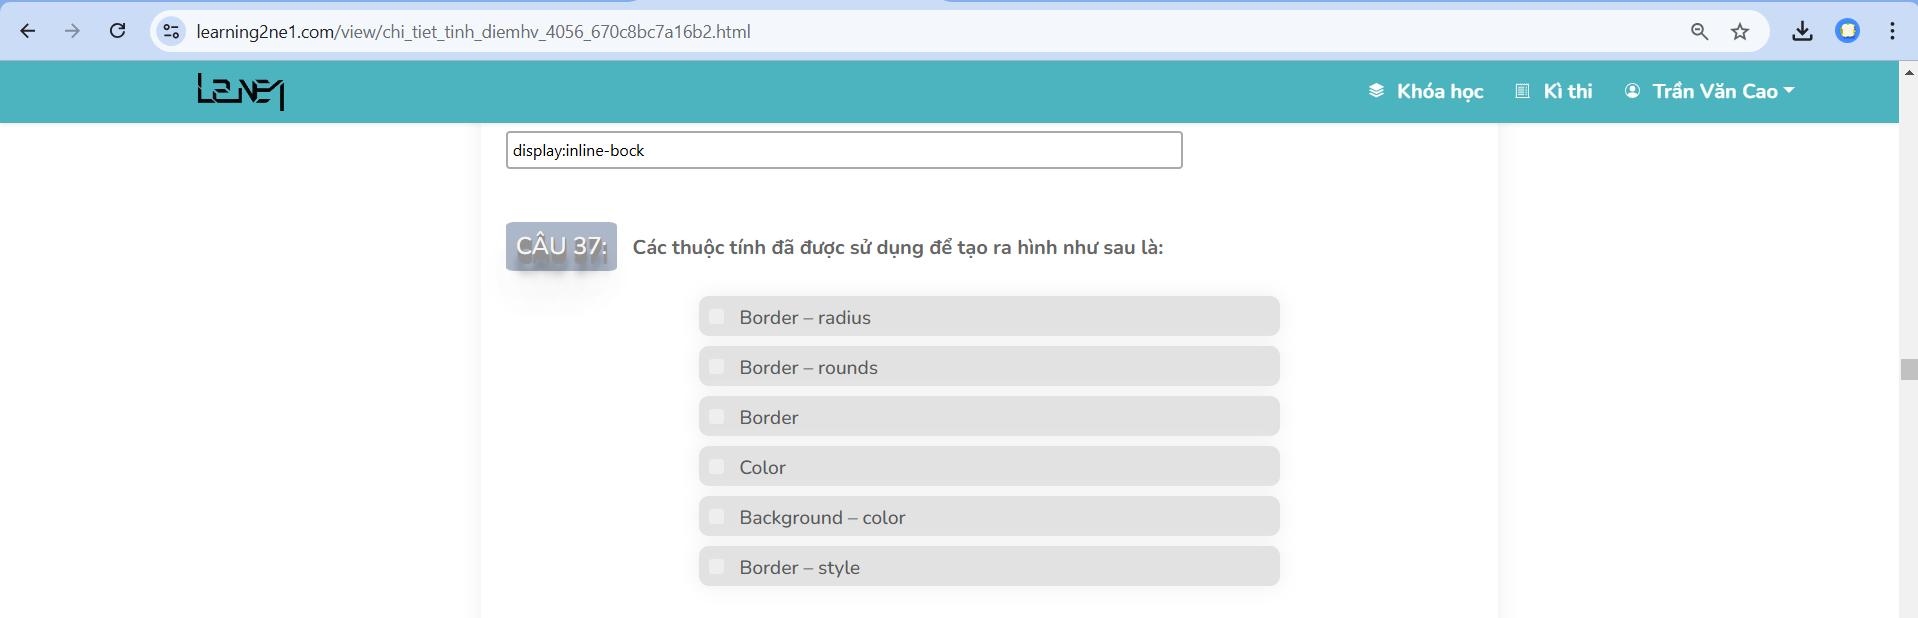 learning2ne1.com/view/chi_tiet_tinh_diemhv_4056_670c8bc7a16b2.html
L2NE1
Khóa học
Kì thi
Trần Văn Cao
display:inline-bock
CÂU 37:
Các thuộc tính đã được sử dụng để tạo ra hình như sau là:
Border – radius
Border – rounds
Border
Color
Background – color
Border – style